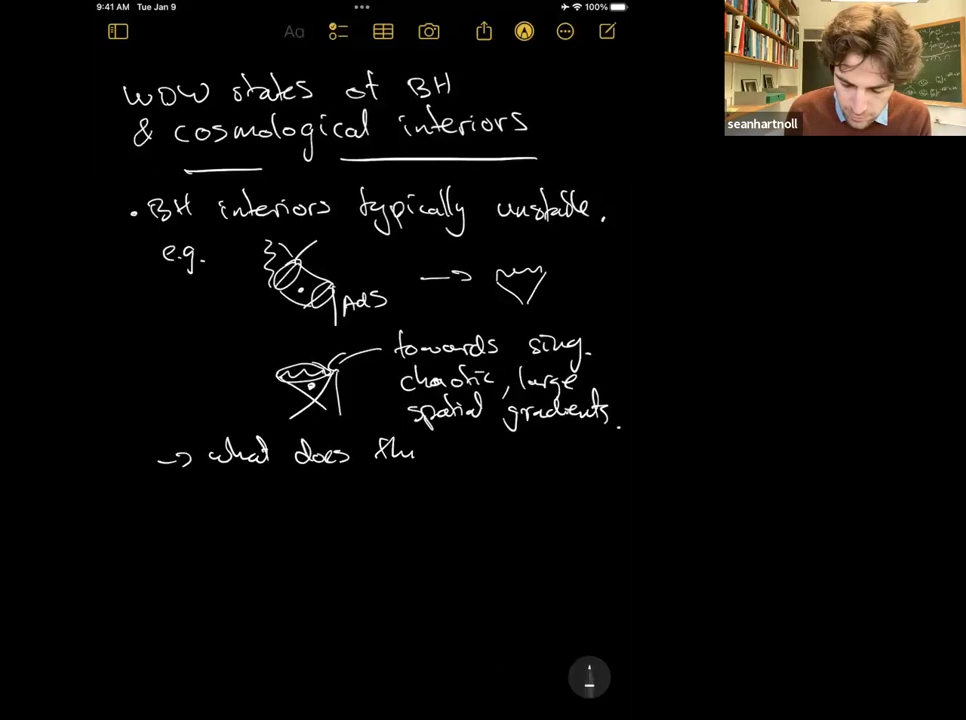 9:41 AM Tue Jan 9
100%
Aa
seanhartnoll
WDW states of BH
& cosmological interiors
• BH interiors typically unstable.
e.g.
AdS
towards sing.
chaotic, large
spatial gradients.
→ what does